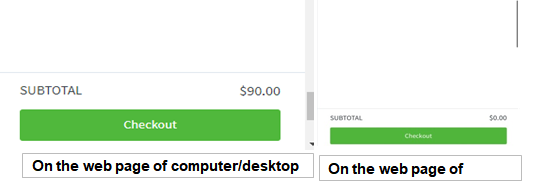 SUBTOTAL $90.00
Checkout
On the web page of computer/desktop
SUBTOTAL $0.00
Checkout
On the web page of